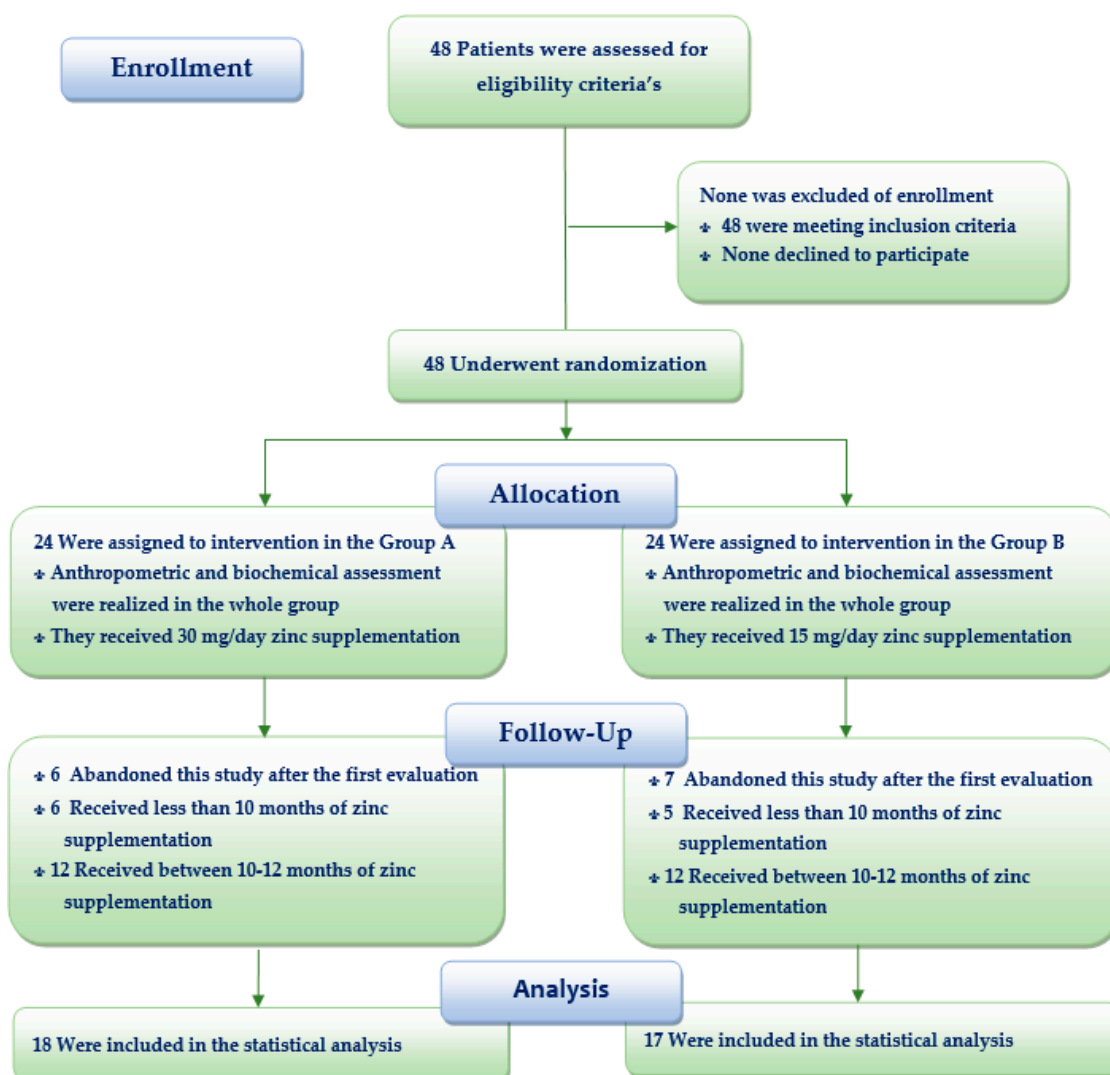 Enrollment
48 Patients were assessed for
eligibility criteria's
None was excluded of enrollment
48 were meeting inclusion criteria
None declined to participate
48 Underwent randomization
Allocation
24 Were assigned to intervention in the Group A
Anthropometric and biochemical assessment
were realized in the whole group
They received 30 mg/day zinc supplementation
24 Were assigned to intervention in the Group B
Anthropometric and biochemical assessment
were realized in the whole group
They received 15 mg/day zinc supplementation
Follow-Up
6 Abandoned this study after the first evaluation
6 Received less than 10 months of zinc
supplementation
12 Received between 10-12 months of zinc
supplementation
7 Abandoned this study after the first evaluation
5 Received less than 10 months of zinc
supplementation
12 Received between 10-12 months of zinc
supplementation
Analysis
18 Were included in the statistical analysis
17 Were included in the statistical analysis